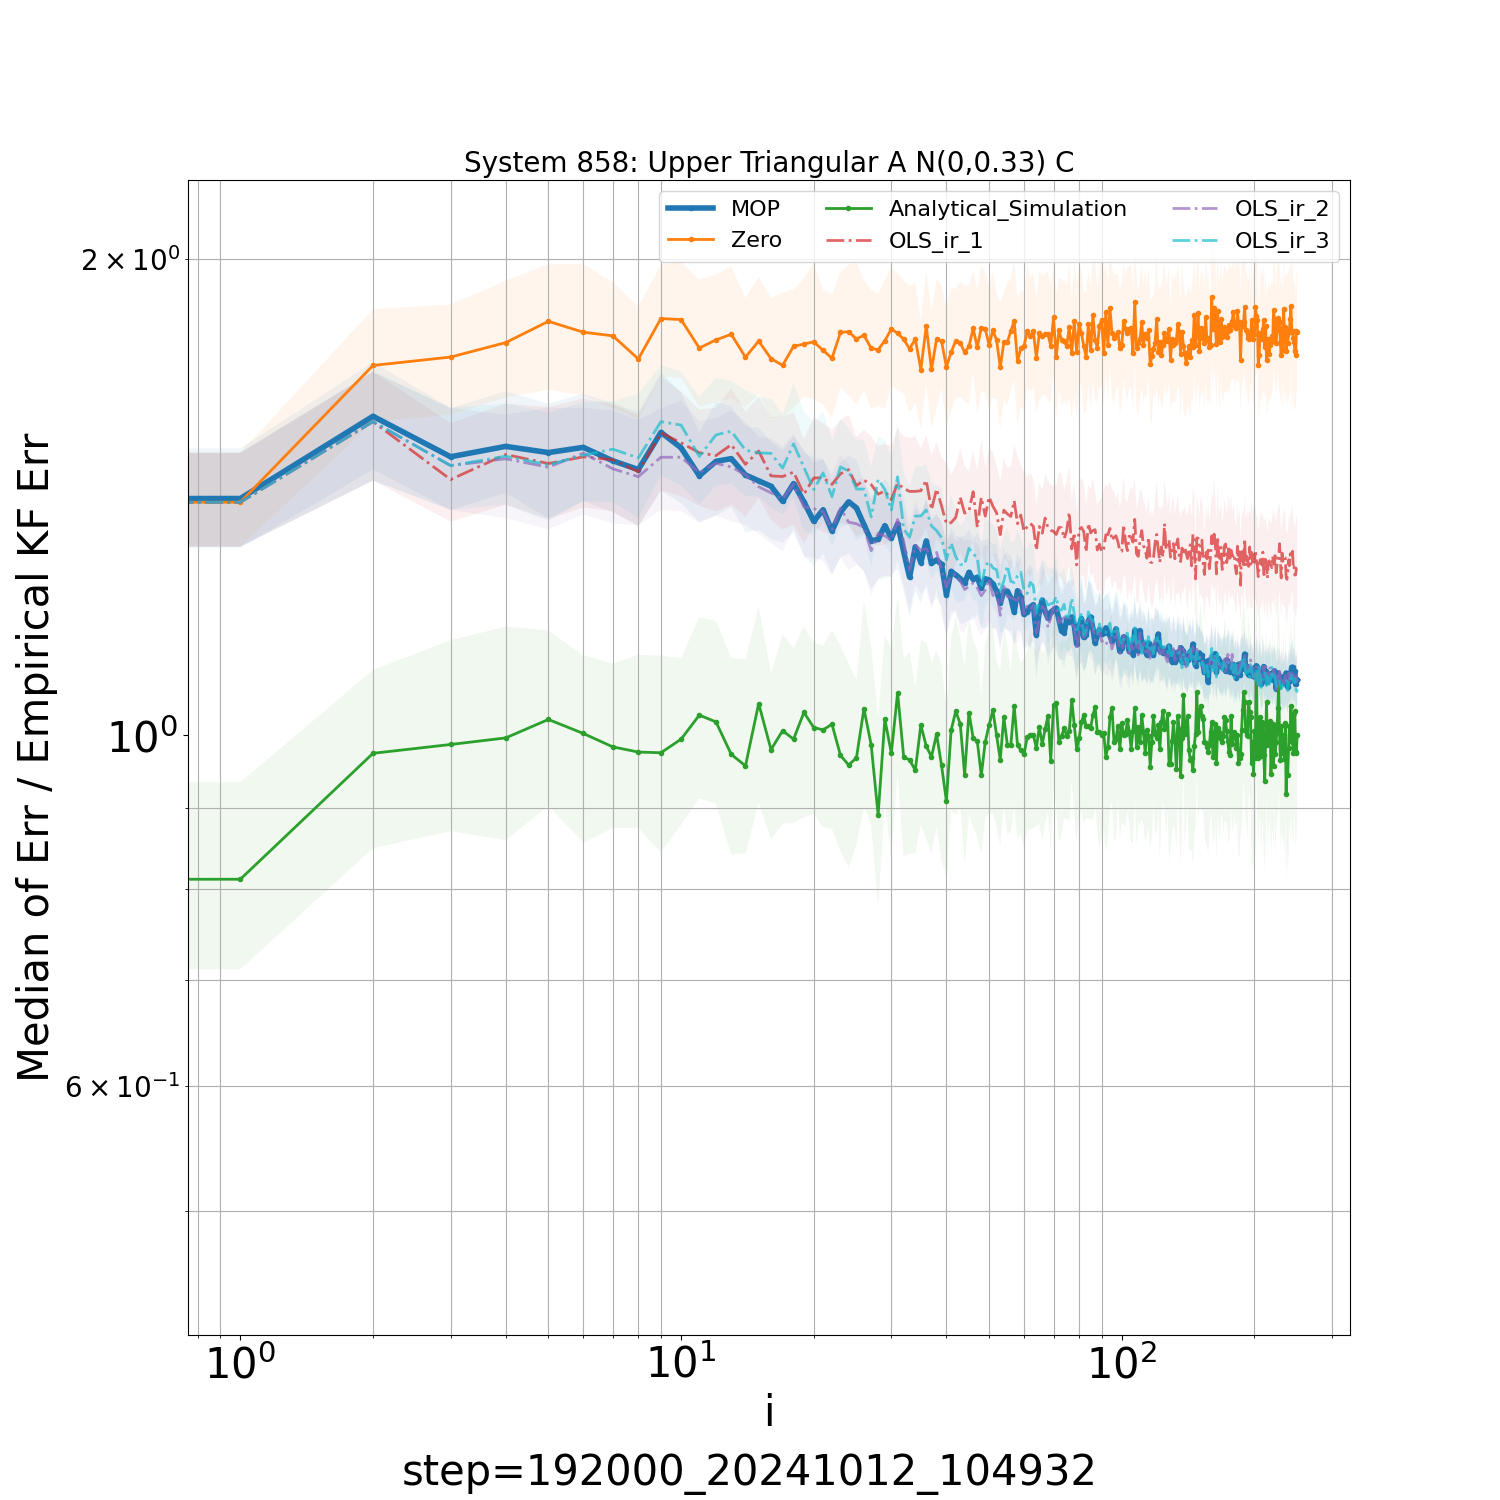 System 858: Upper Triangular A N(0,0.33) C
MOP
Zero
Analytical_Simulation
OLS_ir_1
OLS_ir_2
OLS_ir_3
Median of Err / Empirical KF Err
2 × 10⁰
10⁰
6 × 10⁻¹
10⁰
10¹
10²
i
step=192000_20241012_104932